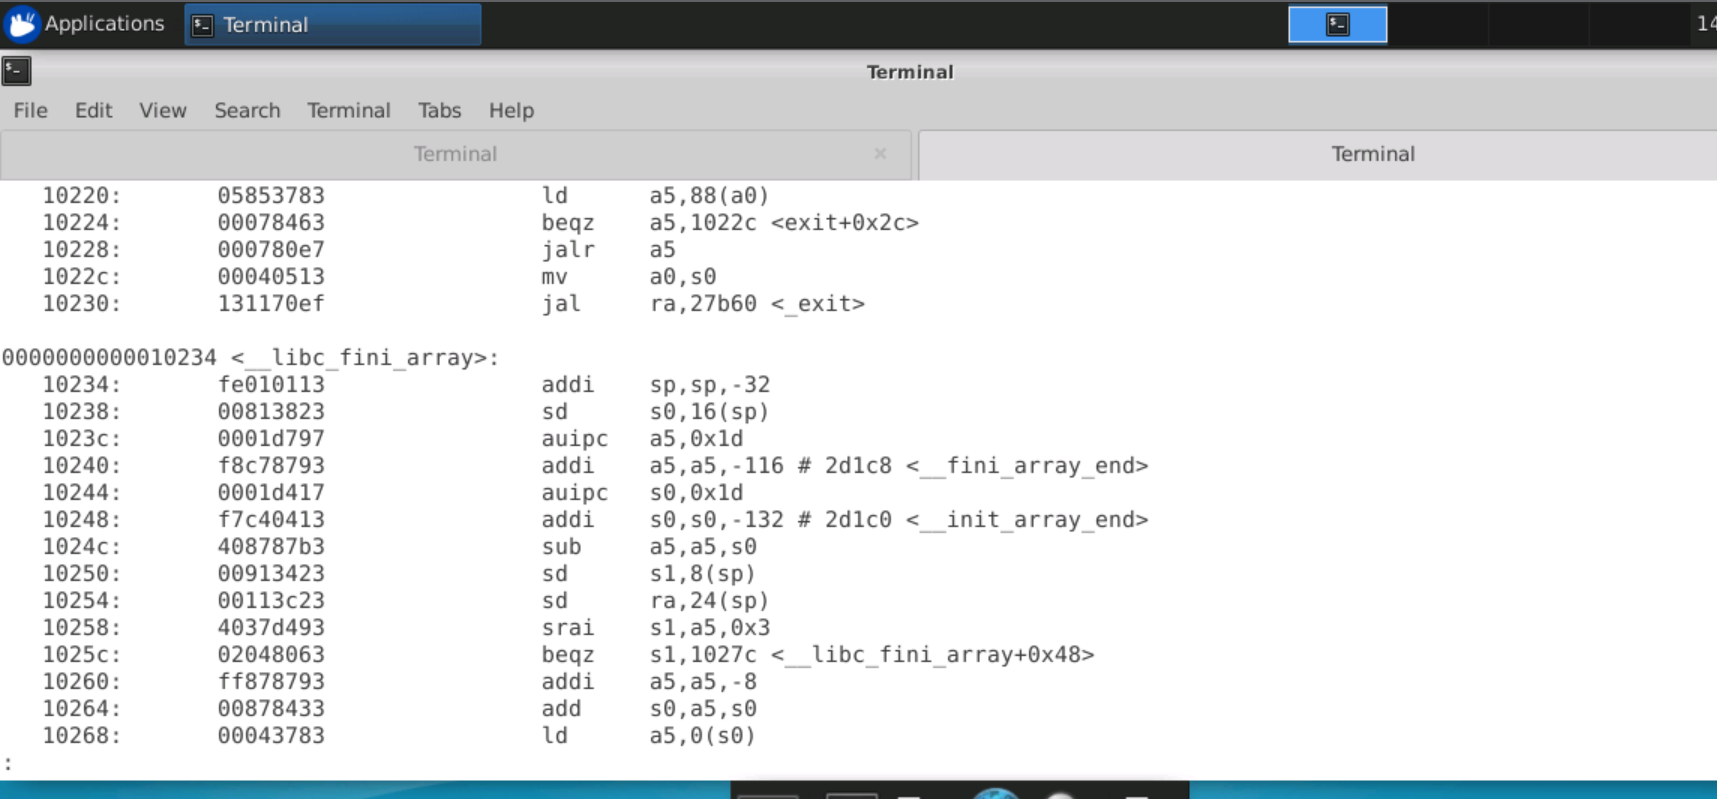 Applications Terminal 14
Terminal
File Edit View Search Terminal Tabs Help
Terminal × Terminal
10220: 05853783 ld a5,88(a0)
10224: 00078463 beqz a5,1022c <exit+0x2c>
10228: 000780e7 jalr a5
1022c: 00040513 mv a0,s0
10230: 131170ef jal ra,27b60 <_exit>
0000000000010234 <__libc_fini_array>:
10234: fe010113 addi sp,sp,-32
10238: 00813823 sd s0,16(sp)
1023c: 0001d797 auipc a5,0x1d
10240: f8c78793 addi a5,a5,-116 # 2d1c8 <__fini_array_end>
10244: 0001d417 auipc s0,0x1d
10248: f7c40413 addi s0,s0,-132 # 2d1c0 <__init_array_end>
1024c: 408787b3 sub a5,a5,s0
10250: 00913423 sd s1,8(sp)
10254: 00113c23 sd ra,24(sp)
10258: 4037d493 srai s1,a5,0x3
1025c: 02048063 beqz s1,1027c <__libc_fini_array+0x48>
10260: ff878793 addi a5,a5,-8
10264: 00878433 add s0,a5,s0
10268: 00043783 ld a5,0(s0)
: